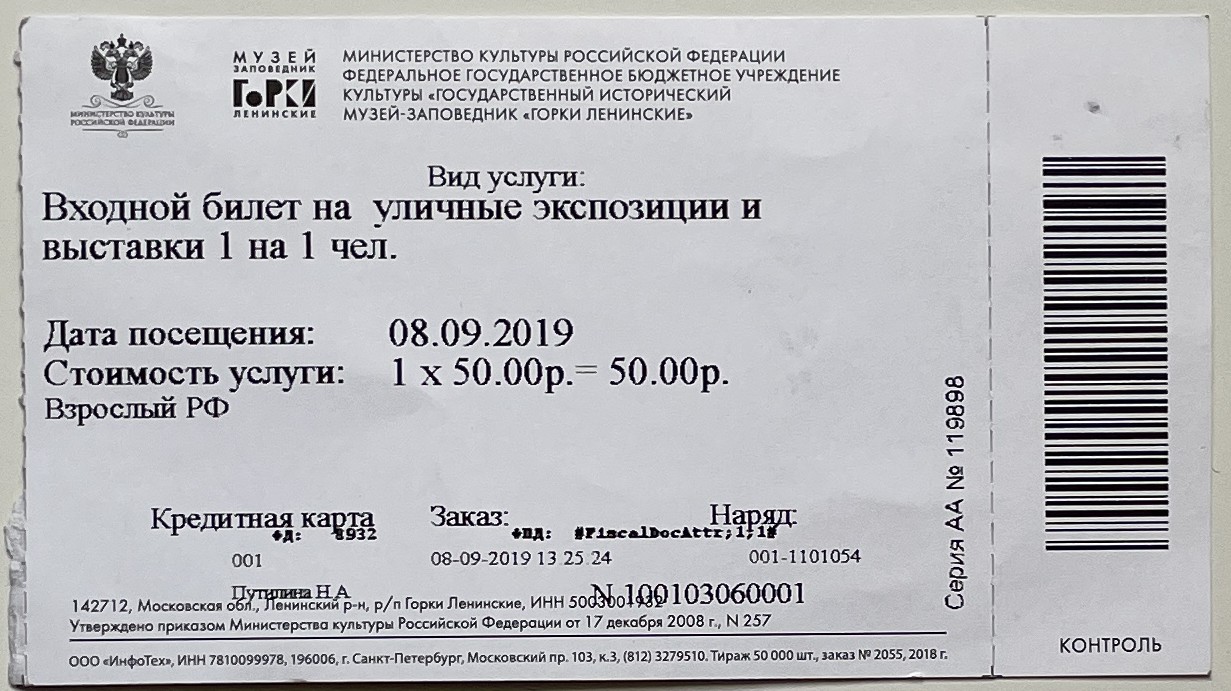 МИНИСТЕРСТВО КУЛЬТУРЫ
РОССИЙСКОЙ ФЕДЕРАЦИИ
МУЗЕЙ
ЗАПОВЕДНИК
ГОРКИ
ЛЕНИНСКИЕ
МИНИСТЕРСТВО КУЛЬТУРЫ РОССИЙСКОЙ ФЕДЕРАЦИИ
ФЕДЕРАЛЬНОЕ ГОСУДАРСТВЕННОЕ БЮДЖЕТНОЕ УЧРЕЖДЕНИЕ
КУЛЬТУРЫ «ГОСУДАРСТВЕННЫЙ ИСТОРИЧЕСКИЙ
МУЗЕЙ-ЗАПОВЕДНИК «ГОРКИ ЛЕНИНСКИЕ»
Вид услуги:
Входной билет на уличные экспозиции и
выставки 1 на 1 чел.
Дата посещения: 08.09.2019
Стоимость услуги: 1 x 50.00р.= 50.00р.
Взрослый РФ
Кредитная карта Заказ: Наряд:
ФД: 8932 ФПД: #FiscalDocAttr;1;1#
001 08-09-2019 13 25 24 001-1101054
Путилина Н.А N 100103060001
142712, Московская обл., Ленинский р-н, р/п Горки Ленинские, ИНН
Утверждено приказом Министерства культуры Российской Федерации от 17 декабря 2008 г., N 257
ООО «ИнфоТех», ИНН 7810099978, 196006, г. Санкт-Петербург, Московский пр. 103, к.3, (812) 3279510. Тираж 50 000 шт., заказ № 2055, 2018 г.
Серия АА № 119898
КОНТРОЛЬ